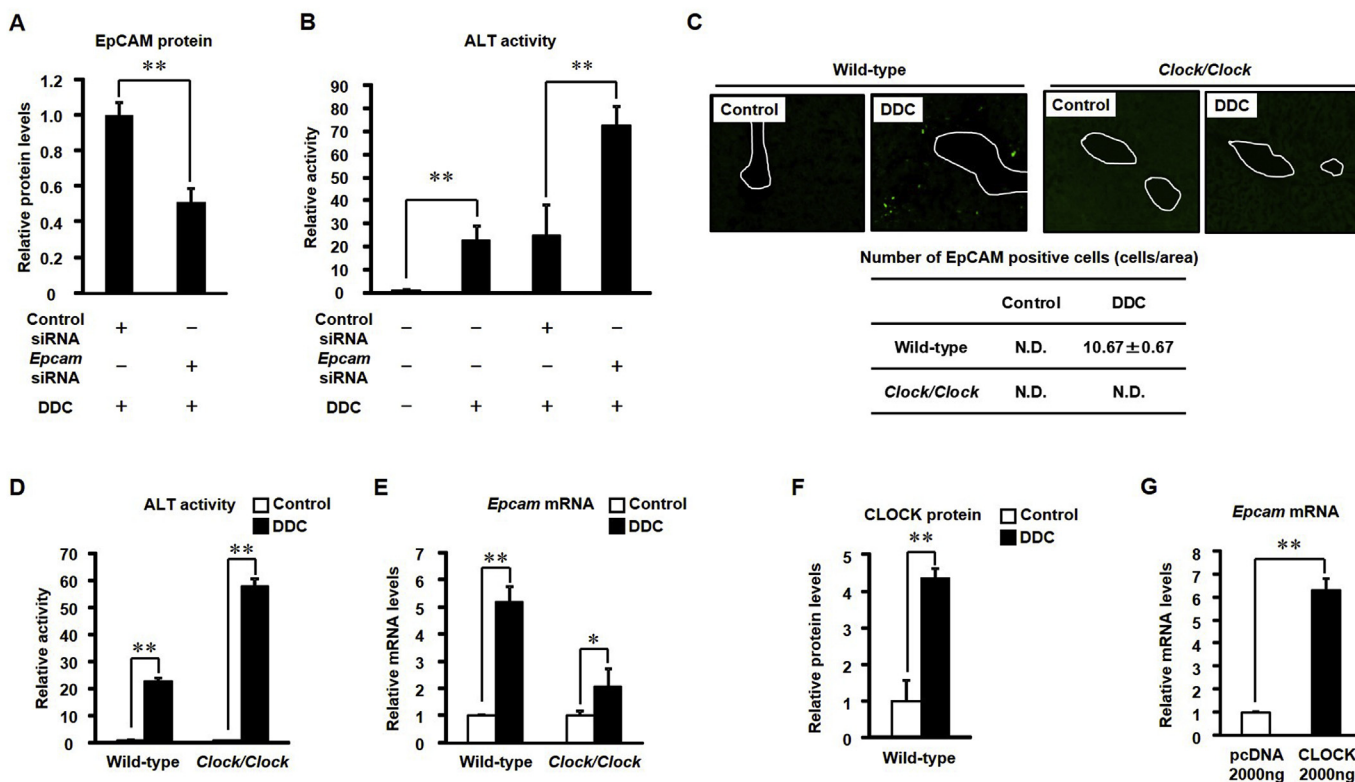 A
EpCAM protein
**
Relative protein levels
1.2
1.0
0.8
0.6
0.4
0.2
0
Control
siRNA
+
−
Epcam
siRNA
−
+
DDC
+
+
B
ALT activity
**
**
Relative activity
90
80
70
60
50
40
30
20
10
0
Control
siRNA
−
−
+
−
Epcam
siRNA
−
−
−
+
DDC
−
+
+
+
C
Wild-type
Clock/Clock
Control
DDC
Control
DDC
Number of EpCAM positive cells (cells/area)
Control
DDC
Wild-type
N.D.
10.67±0.67
Clock/Clock
N.D.
N.D.
D
ALT activity
Control
DDC
**
**
Relative activity
70
60
50
40
30
20
10
0
Wild-type
Clock/Clock
E
Epcam mRNA
Control
DDC
**
*
Relative mRNA levels
7
6
5
4
3
2
1
0
Wild-type
Clock/Clock
F
CLOCK protein
Control
DDC
**
Relative protein levels
5
4
3
2
1
0
Wild-type
G
Epcam mRNA
**
Relative mRNA levels
8
7
6
5
4
3
2
1
0
pcDNA
2000ng
CLOCK
2000ng